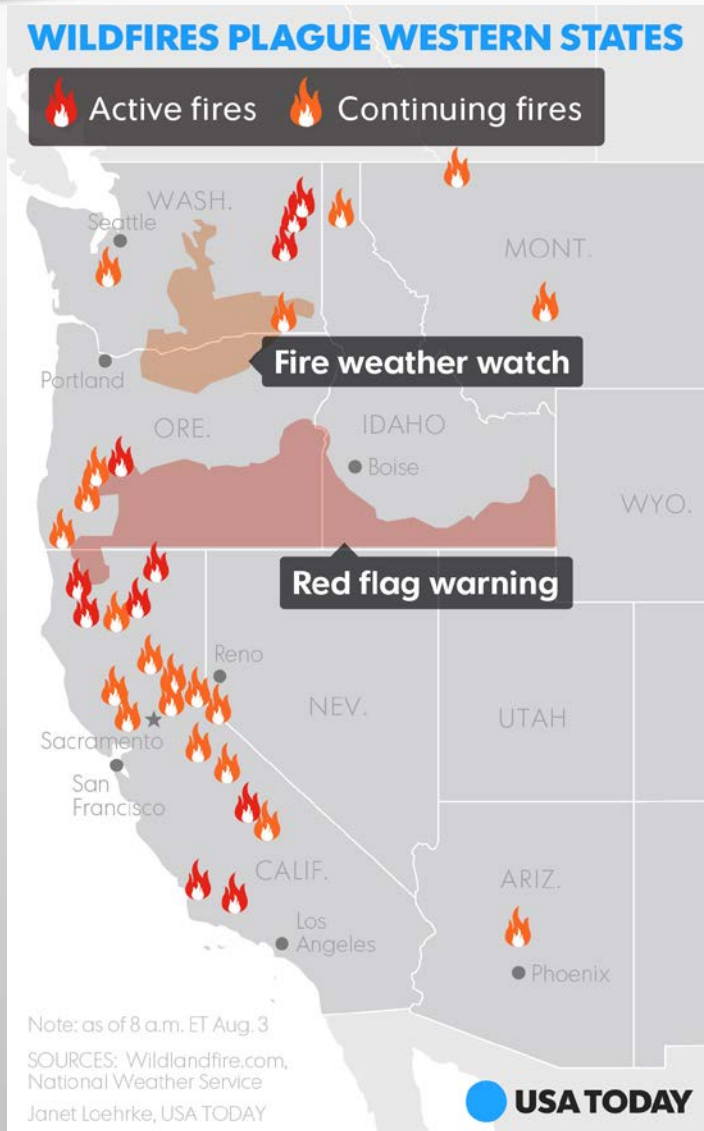 WILDFIRES PLAGUE WESTERN STATES
Active fires
Continuing fires
WASH.
Seattle
MONT.
Fire weather watch
Portland
ORE.
IDAHO
Boise
WYO.
Red flag warning
Reno
NEV.
UTAH
Sacramento
San
Francisco
CALIF.
ARIZ.
Los
Angeles
Phoenix
Note: as of 8 a.m. ET Aug. 3
SOURCES: Wildlandfire.com,
National Weather Service
Janet Loehrke, USA TODAY
USA TODAY